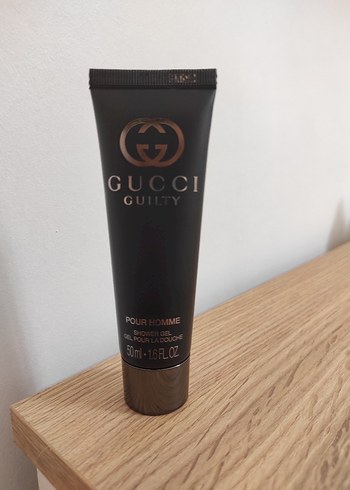 GUCCI
GUILTY
POUR HOMME
SHOWER GEL
GEL POUR LA DOUCHE
50 ml - 1.6 FL.OZ